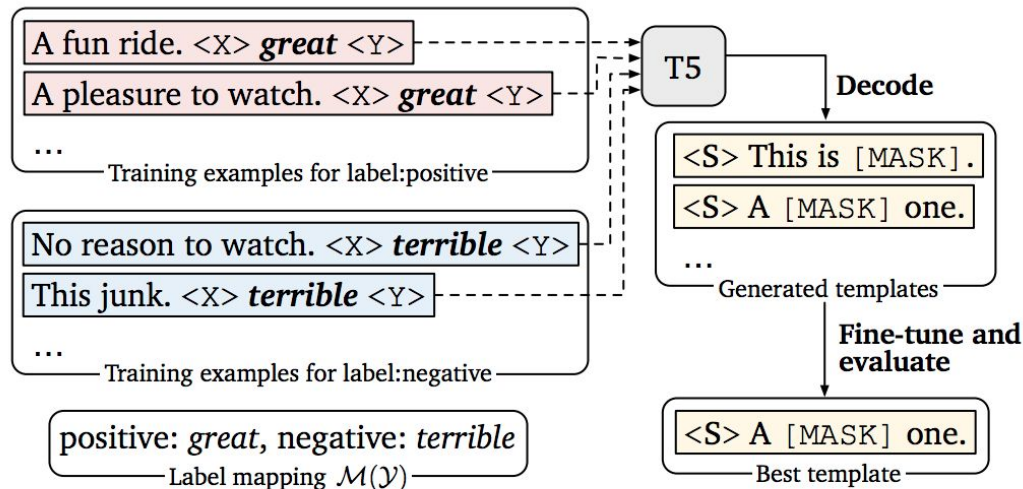 A fun ride. <X> great <Y>
A pleasure to watch. <X> great <Y>
...
Training examples for label:positive
No reason to watch. <X> terrible <Y>
This junk. <X> terrible <Y>
...
Training examples for label:negative
positive: great, negative: terrible
Label mapping ℳ(𝒴)
T5
Decode
<S> This is [MASK].
<S> A [MASK] one.
...
Generated templates
Fine-tune and
evaluate
<S> A [MASK] one.
Best template